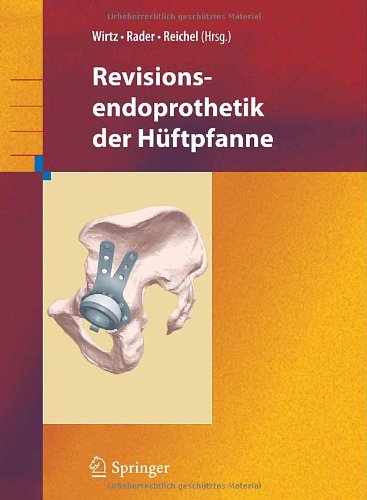 Urheberrechtlich geschütztes Material
Wirtz • Rader • Reichel (Hrsg.)
Revisions-
endoprothetik
der Hüftpfanne
Springer
Urheberrechtlich geschütztes Material